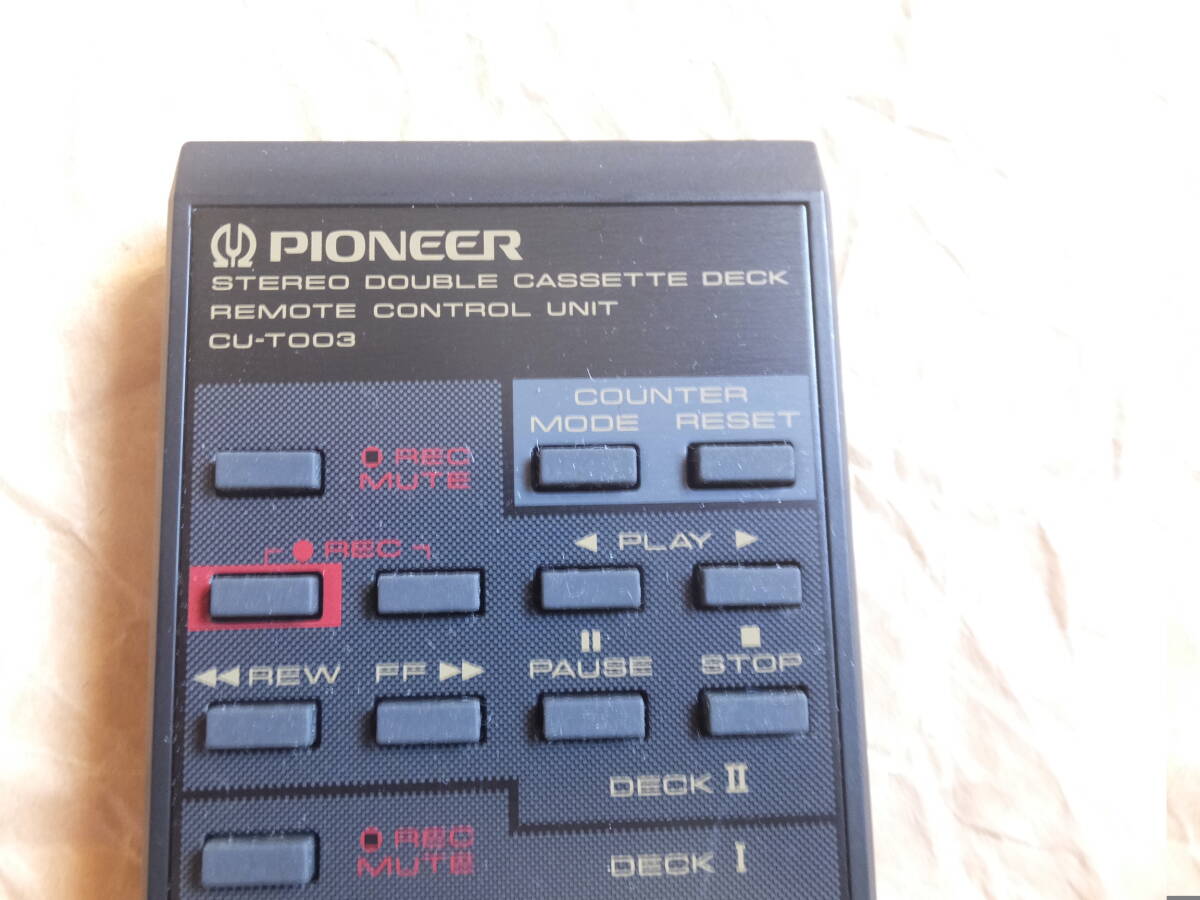 PIONEER
STEREO DOUBLE CASSETTE DECK
REMOTE CONTROL UNIT
CU-T003
COUNTER
MODE RESET
REC
MUTE
REC
PLAY
REW FF PAUSE STOP
DECK II
REC
MUTE
DECK I